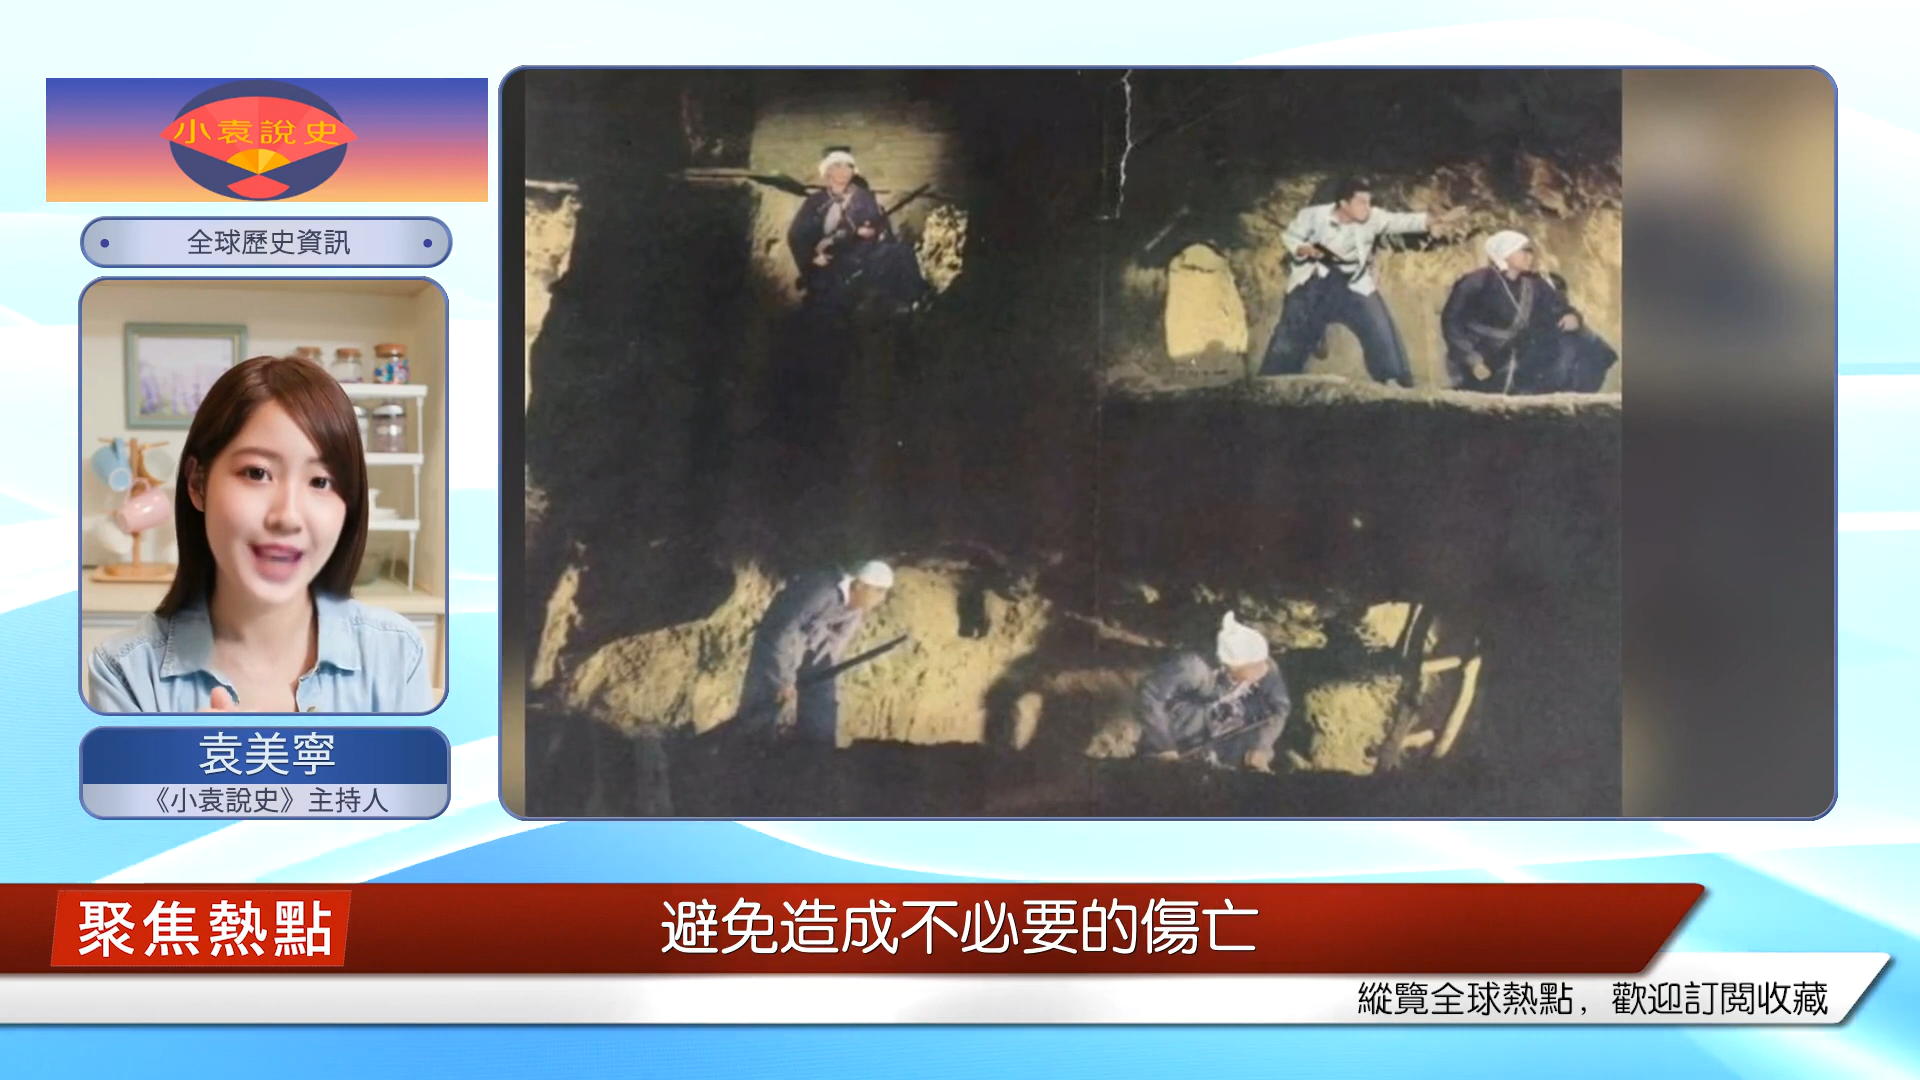 小袁說史
全球歷史資訊
袁美寧
《小袁說史》主持人
聚焦熱點
避免造成不必要的傷亡
縱覽全球熱點，歡迎訂閱收藏